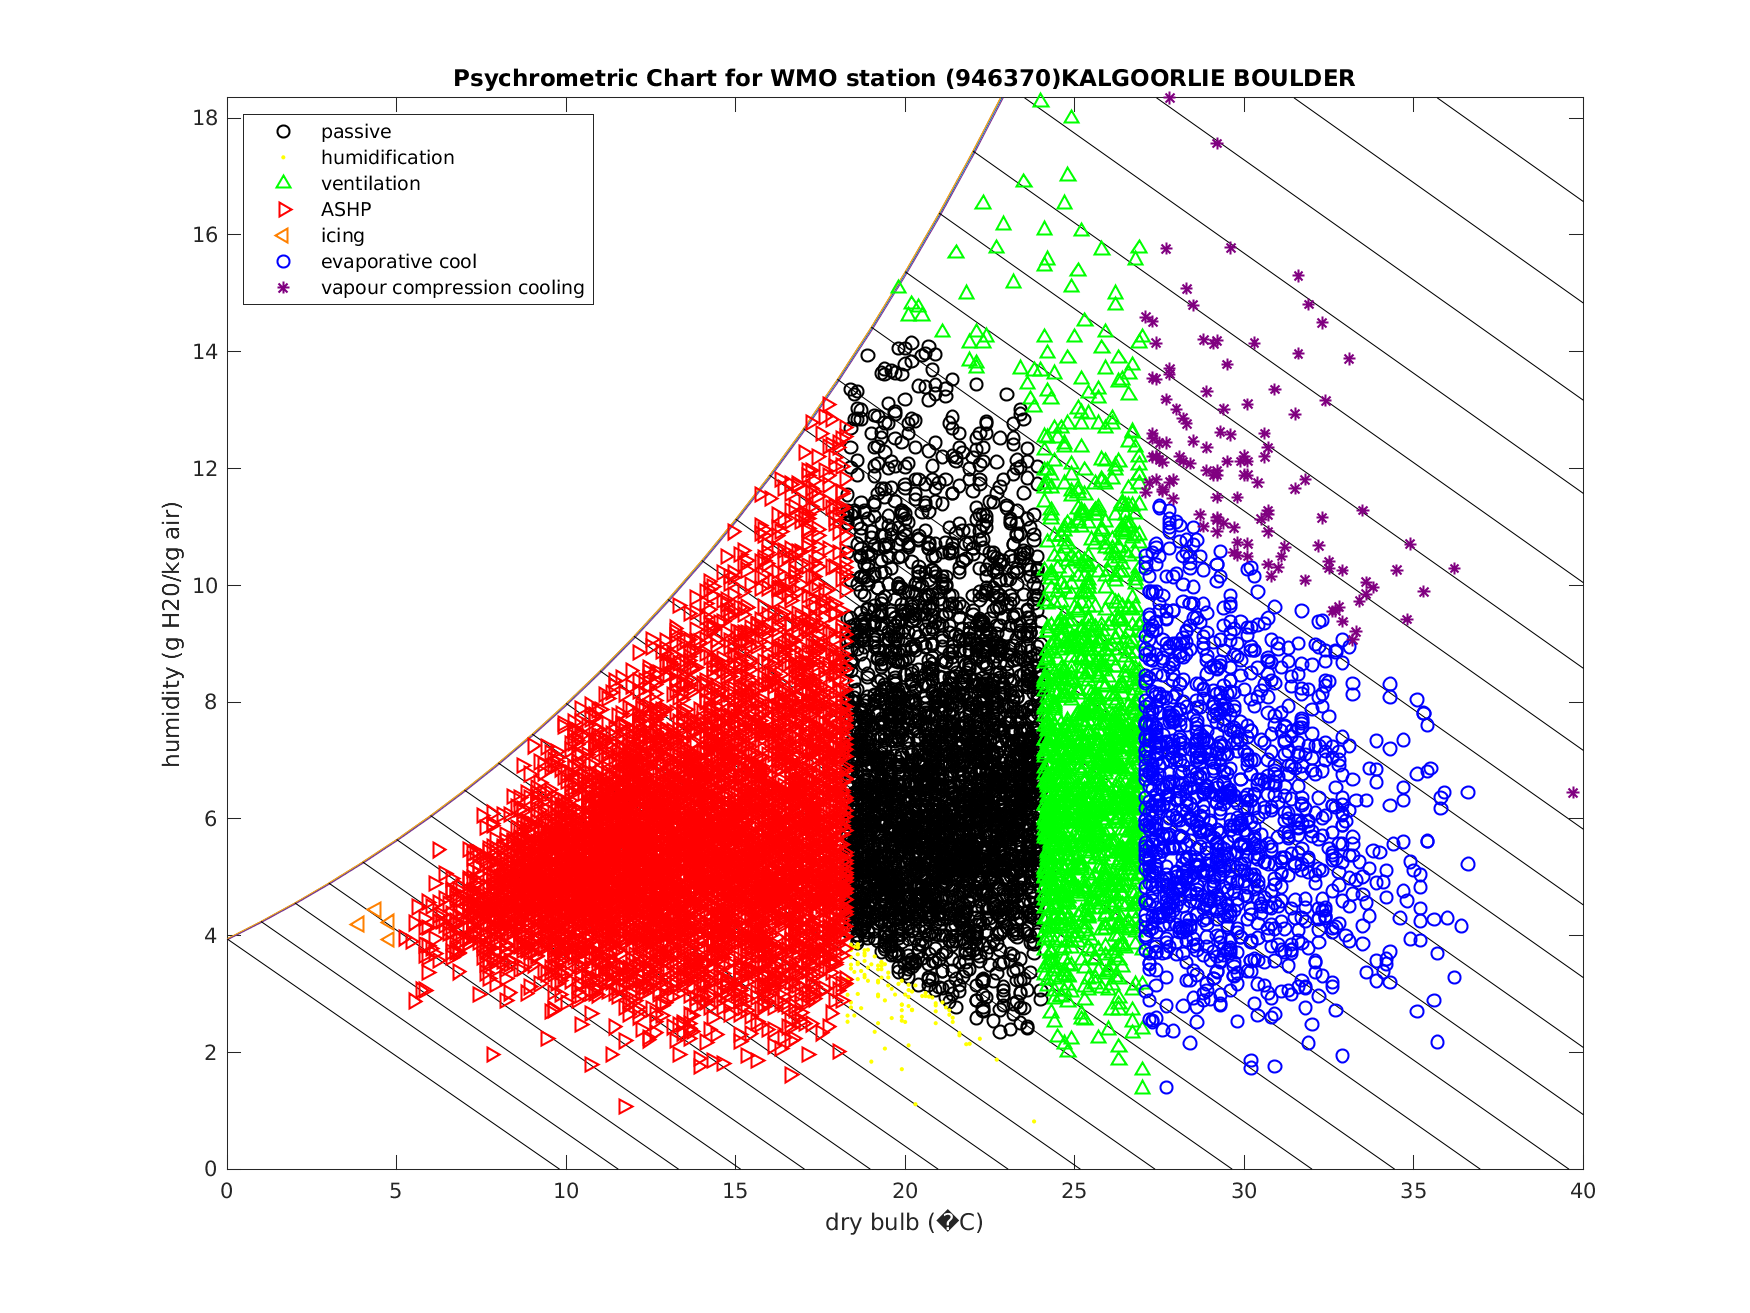 Psychrometric Chart for WMO station (946370)KALGOORLIE BOULDER
18
16
14
12
10
8
6
4
2
0
humidity (g H20/kg air)
passive
humidification
ventilation
ASHP
icing
evaporative cool
vapour compression cooling
0 5 10 15 20 25 30 35 40
dry bulb (�C)